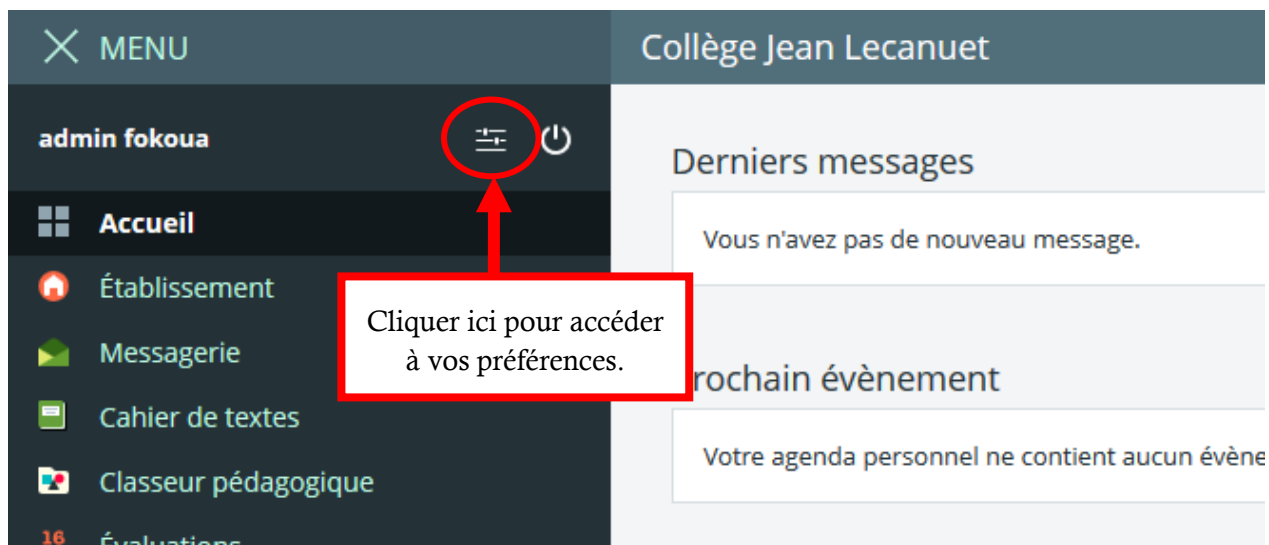 MENU
Collège Jean Lecanuet
admin fokoua
Derniers messages
Accueil
Vous n'avez pas de nouveau message.
Établissement
Cliquer ici pour accéder
à vos préférences.
Messagerie
rochain évènement
Cahier de textes
Votre agenda personnel ne contient aucun évène
Classeur pédagogique
16
Évaluations